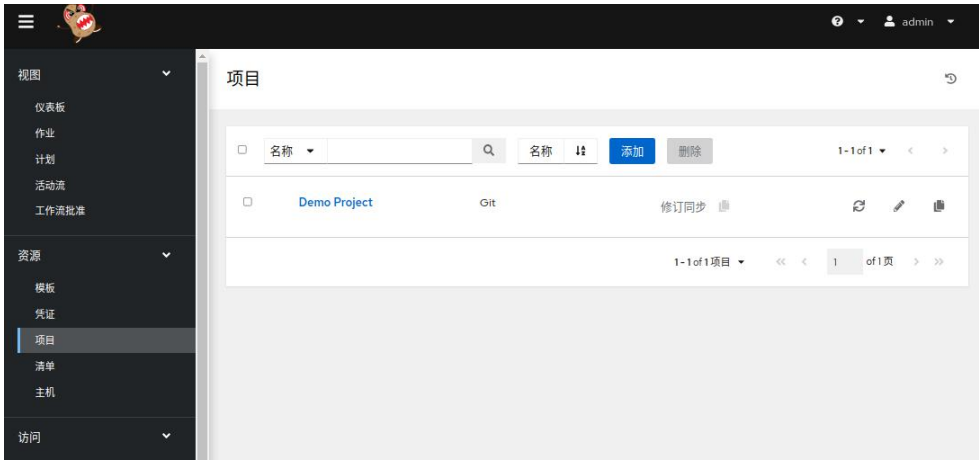 admin
视图
仪表板
作业
计划
活动流
工作流批准
资源
模板
凭证
项目
清单
主机
访问
项目
名称 名称 添加 删除 1-1 of 1
Demo Project Git 修订同步
1-1 of 1项目 1 of 1 页